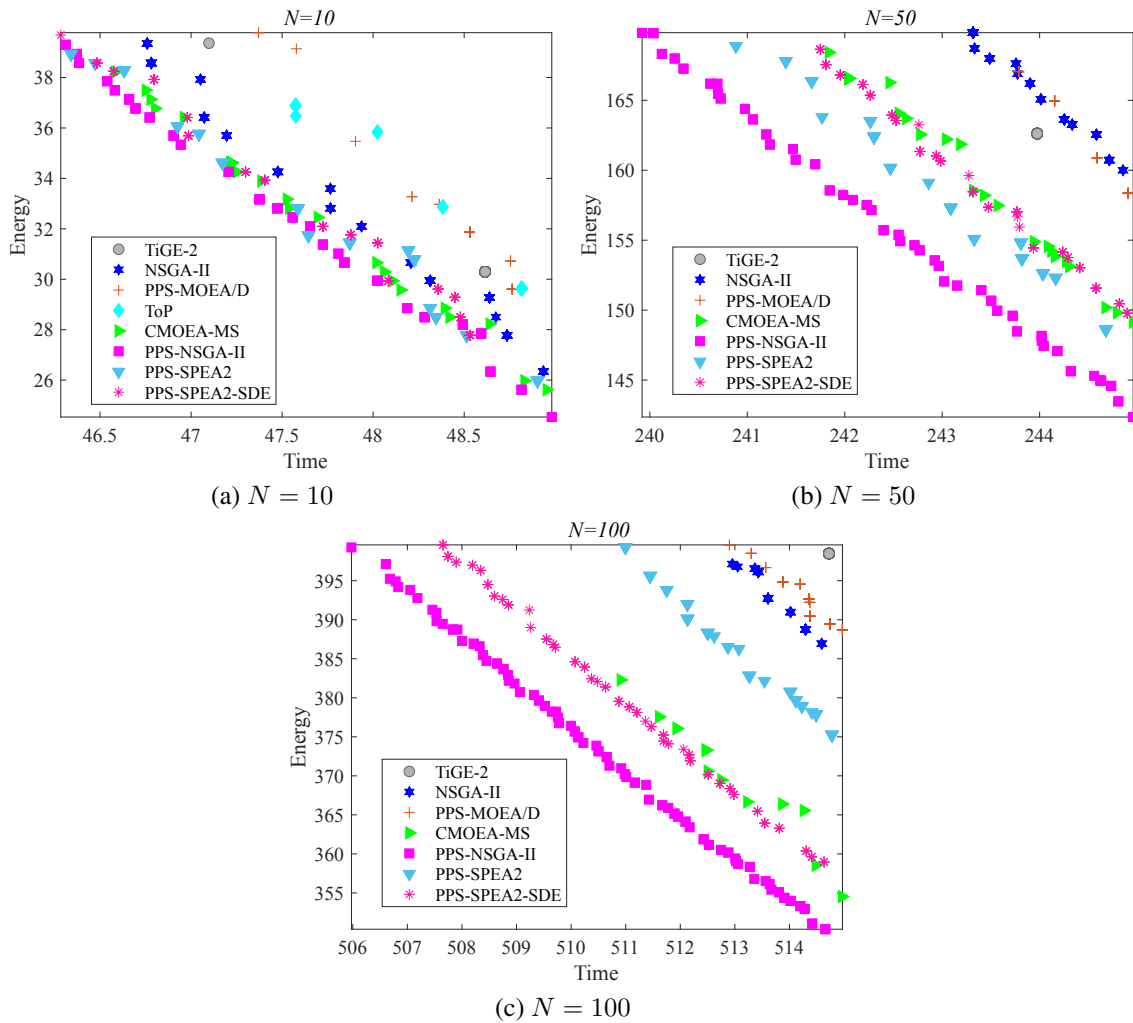 N=10
Energy
38
36
34
32
30
28
26
TiGE-2
NSGA-II
PPS-MOEA/D
ToP
CMOEA-MS
PPS-NSGA-II
PPS-SPEA2
PPS-SPEA2-SDE
46.5 47 47.5 48 48.5
Time
(a) N = 10
N=50
Energy
165
160
155
150
145
TiGE-2
NSGA-II
PPS-MOEA/D
CMOEA-MS
PPS-NSGA-II
PPS-SPEA2
PPS-SPEA2-SDE
240 241 242 243 244
Time
(b) N = 50
N=100
Energy
395
390
385
380
375
370
365
360
355
TiGE-2
NSGA-II
PPS-MOEA/D
CMOEA-MS
PPS-NSGA-II
PPS-SPEA2
PPS-SPEA2-SDE
506 507 508 509 510 511 512 513 514
Time
(c) N = 100